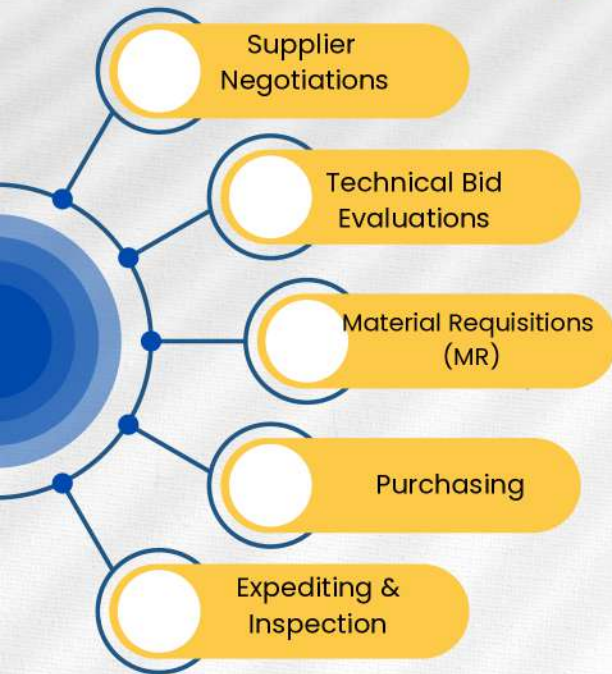 Supplier
Negotiations
Technical Bid
Evaluations
Material Requisitions
(MR)
Purchasing
Expediting &
Inspection